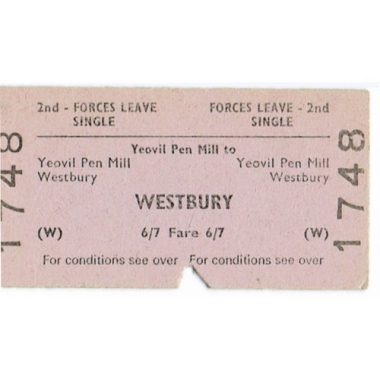 2nd - FORCES LEAVE FORCES LEAVE - 2nd
SINGLE SINGLE
Yeovil Pen Mill to
Yeovil Pen Mill Yeovil Pen Mill
Westbury Westbury
WESTBURY
(W) 6/7 Fare 6/7 (W)
For conditions see over For conditions see over
1748
1748